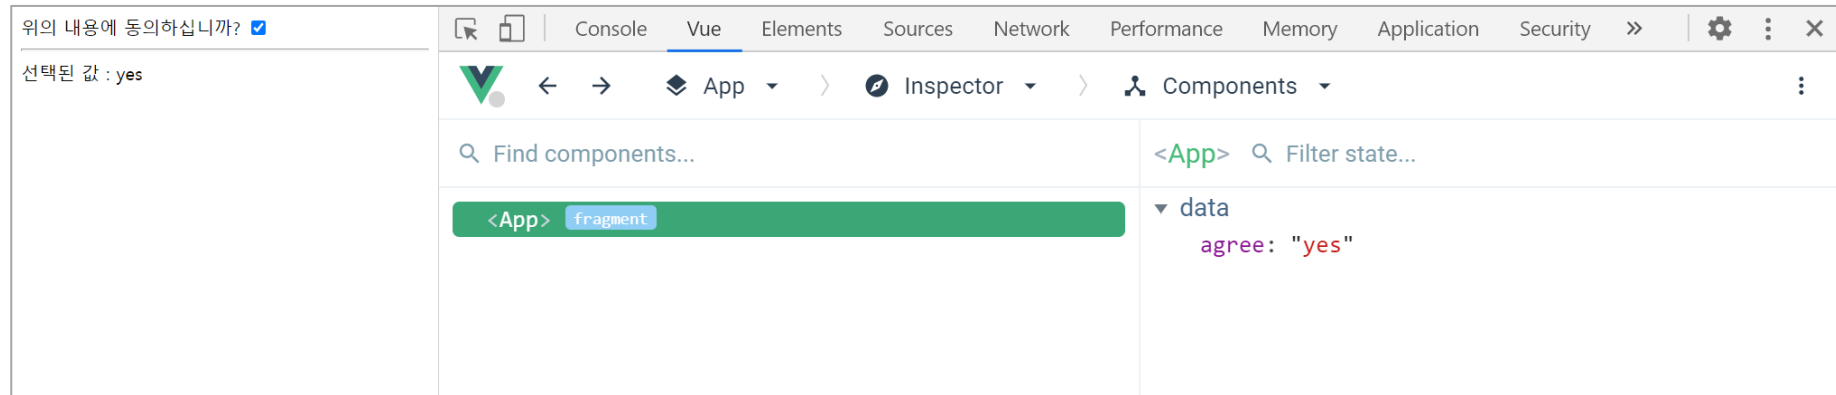 위의 내용에 동의하십니까?
선택된 값 : yes
Console Vue Elements Sources Network Performance Memory Application Security »
App Inspector Components
Find components...
<App> Filter state...
<App> fragment
data
agree: "yes"